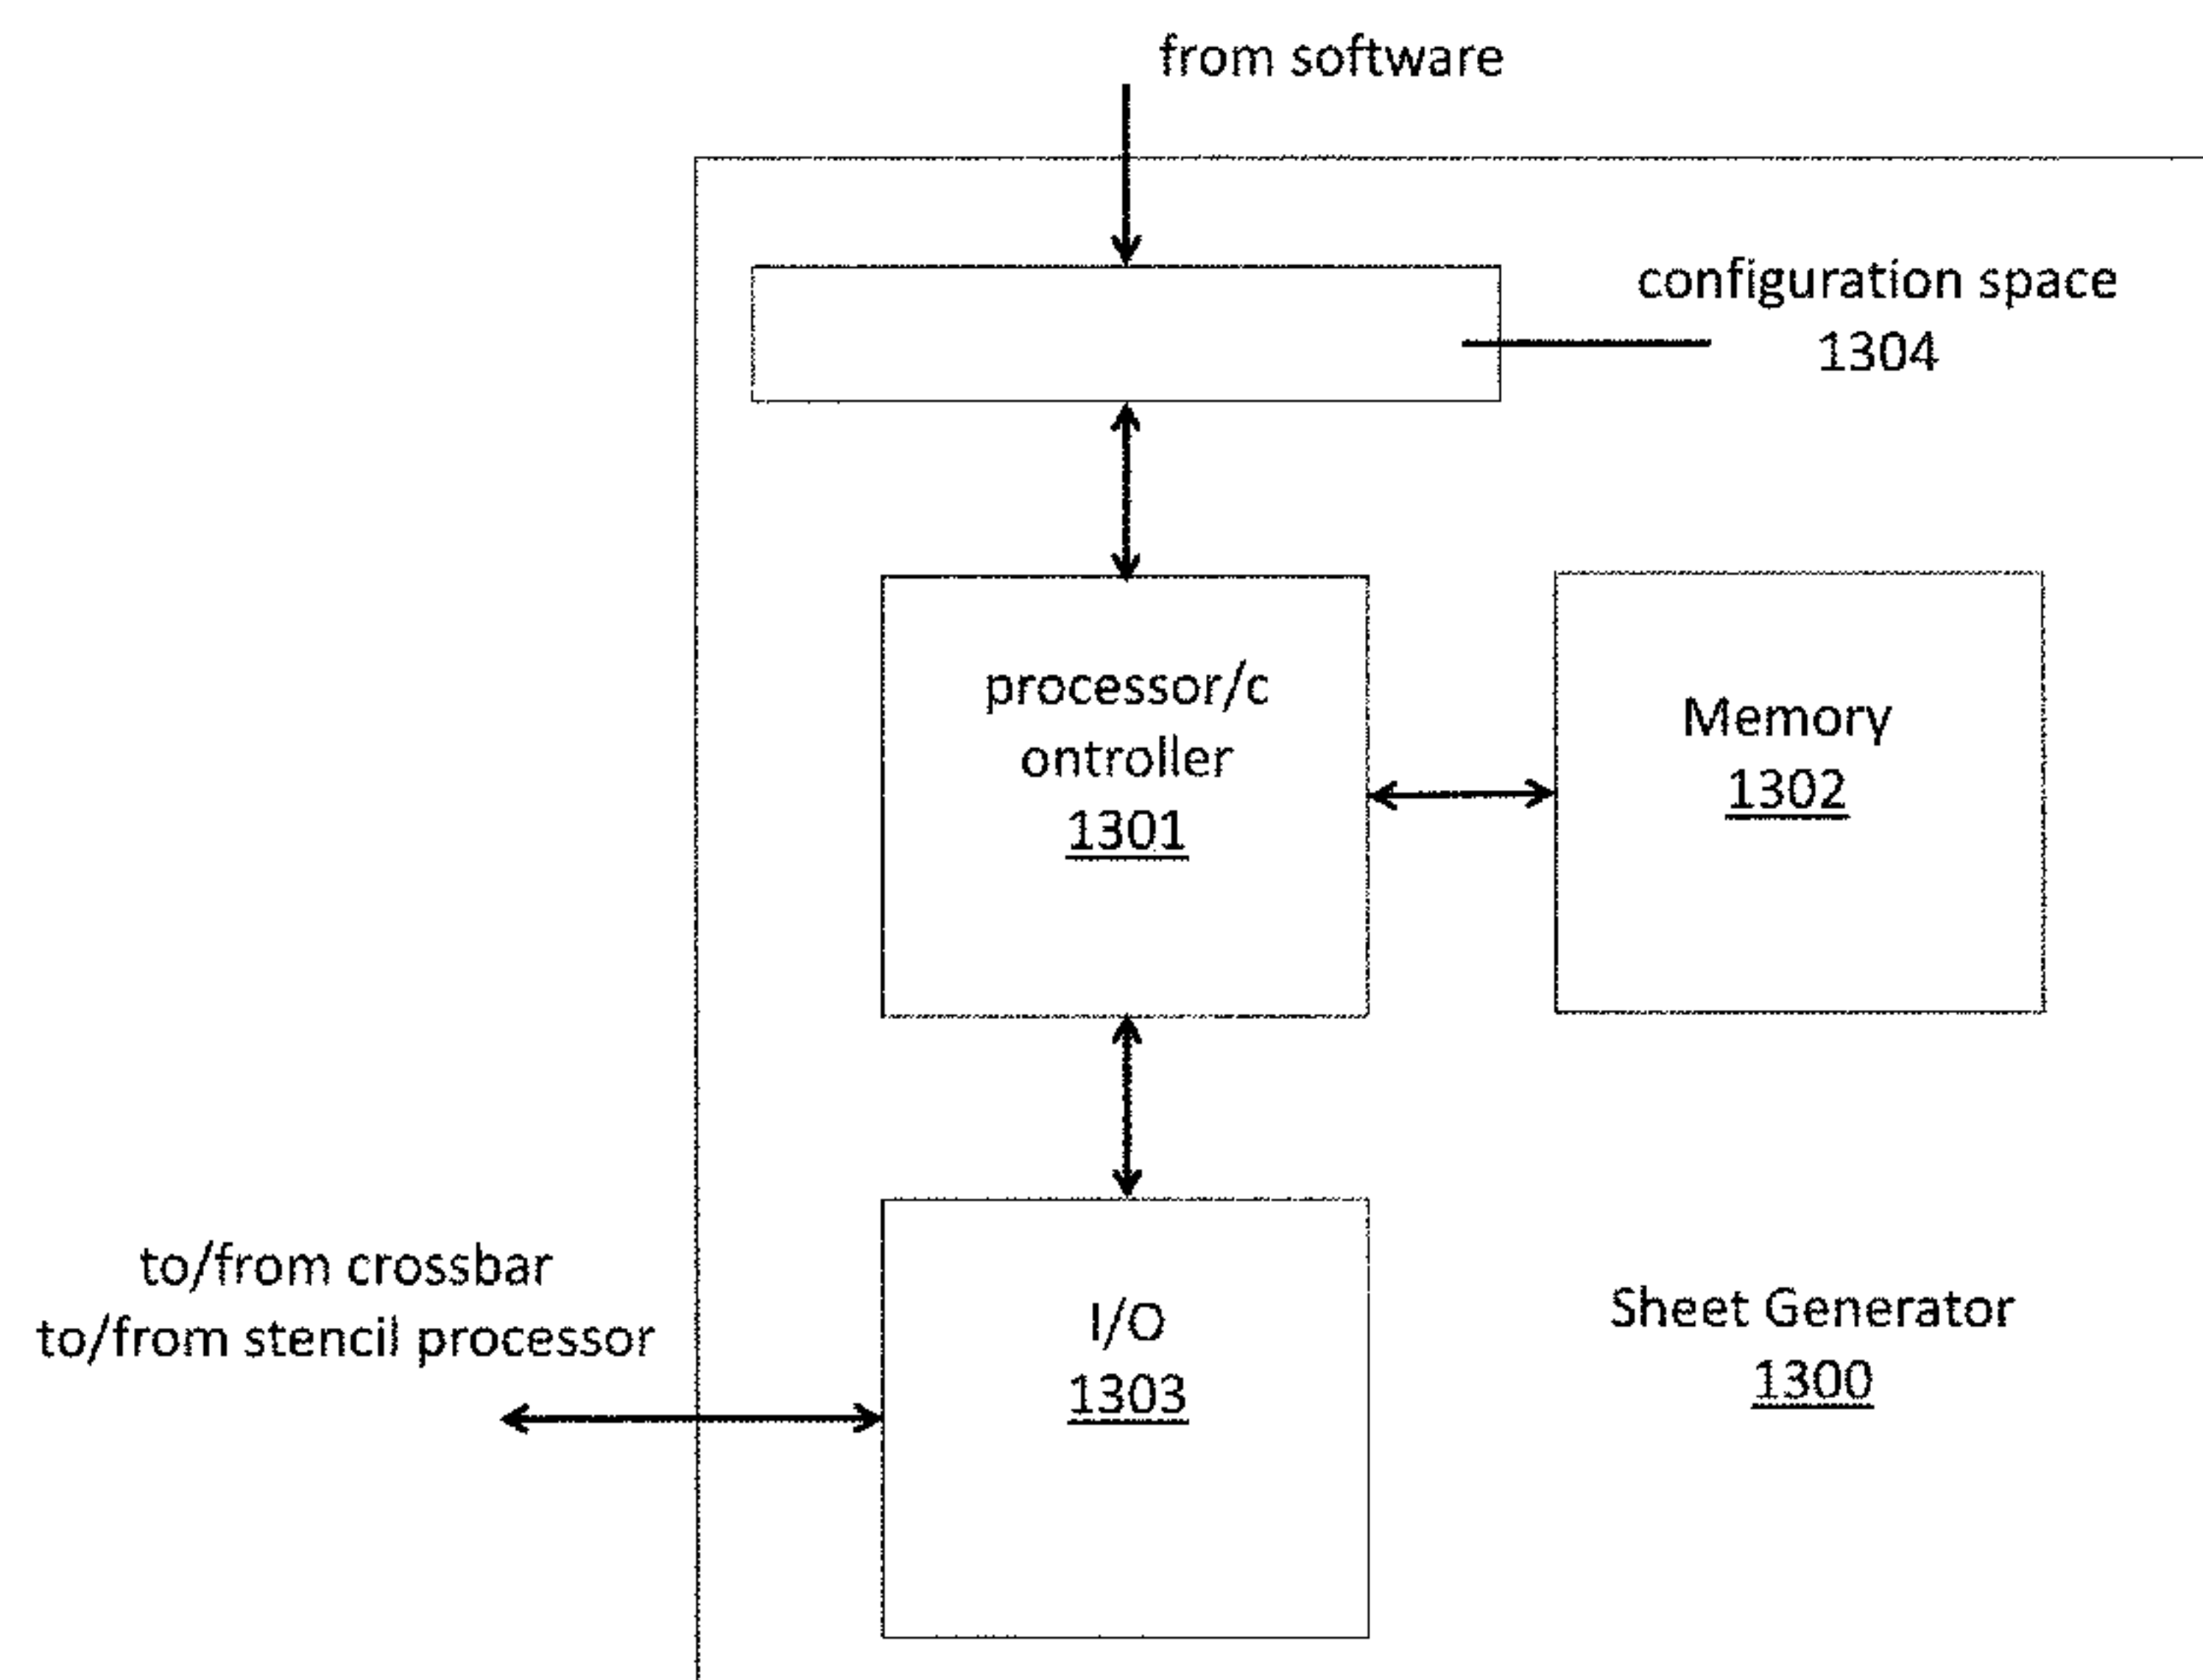 from software
configuration space
1304
processor/c
ontroller
1301
Memory
1302
to/from crossbar
to/from stencil processor
I/O
1303
Sheet Generator
1300